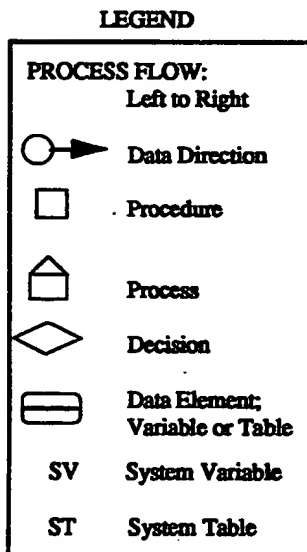 LEGEND
PROCESS FLOW:
Left to Right
Data Direction
Procedure
Process
Decision
Data Element;
Variable or Table
SV System Variable
ST System Table